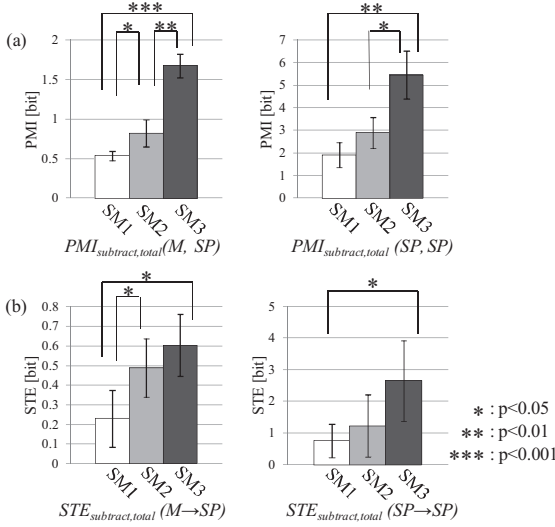 (a)
***
*
**
PMI [bit]
2
1.5
1
0.5
0
SM1
SM2
SM3
PMIsubtract,total(M, SP)
**
*
PMI [bit]
7
6
5
4
3
2
1
0
SM1
SM2
SM3
PMIsubtract,total(SP, SP)
(b)
*
*
STE [bit]
0.8
0.7
0.6
0.5
0.4
0.3
0.2
0.1
0
SM1
SM2
SM3
STEsubtract,total (M→SP)
*
STE [bit]
5
4
3
2
1
0
SM1
SM2
SM3
STEsubtract,total (SP→SP)
* : p<0.05
** : p<0.01
*** : p<0.001